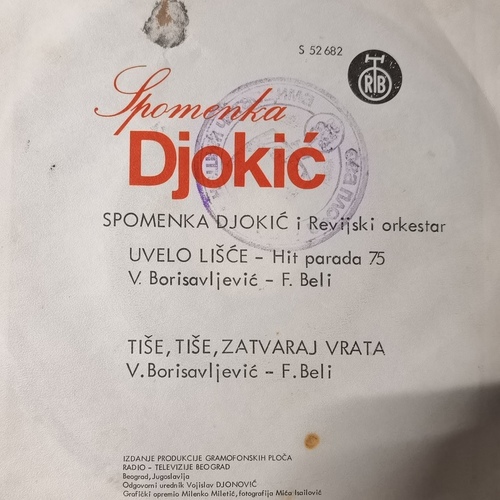 S 52 682
RTB
Spomenka
Djokić
SPOMENKA DJOKIĆ i Revijski orkestar
UVELO LIŠĆE – Hit parada 75
V. Borisavljević – F. Beli
TIŠE, TIŠE, ZATVARAJ VRATA
V. Borisavljević – F. Beli
IZDANJE PRODUKCIJE GRAMOFONSKIH PLOČA
RADIO – TELEVIZIJE BEOGRAD
Beograd, Jugoslavija
Odgovorni urednik Vojislav DJONOVIĆ
Grafički opremio Milenko Miletić, fotografija Mića Isailović